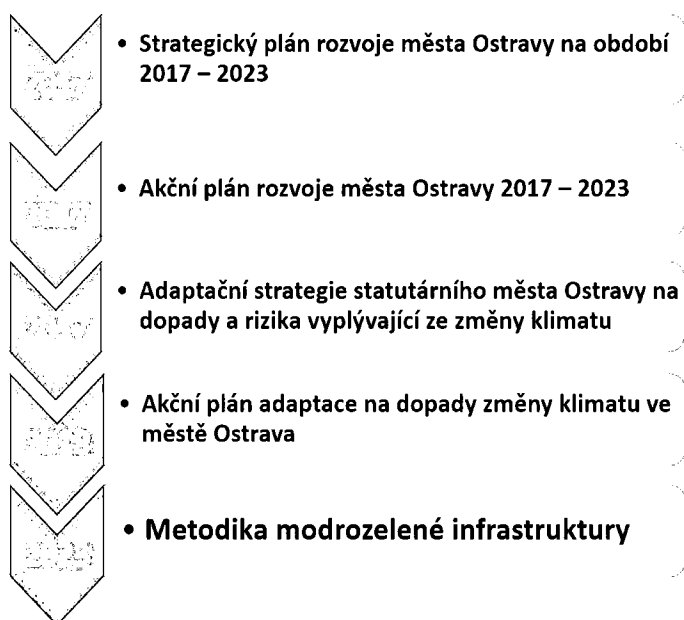 • Strategický plán rozvoje města Ostravy na období
2017 – 2023
• Akční plán rozvoje města Ostravy 2017 – 2023
• Adaptační strategie statutárního města Ostravy na
dopady a rizika vyplývající ze změny klimatu
• Akční plán adaptace na dopady změny klimatu ve
městě Ostrava
• Metodika modrozelené infrastruktury